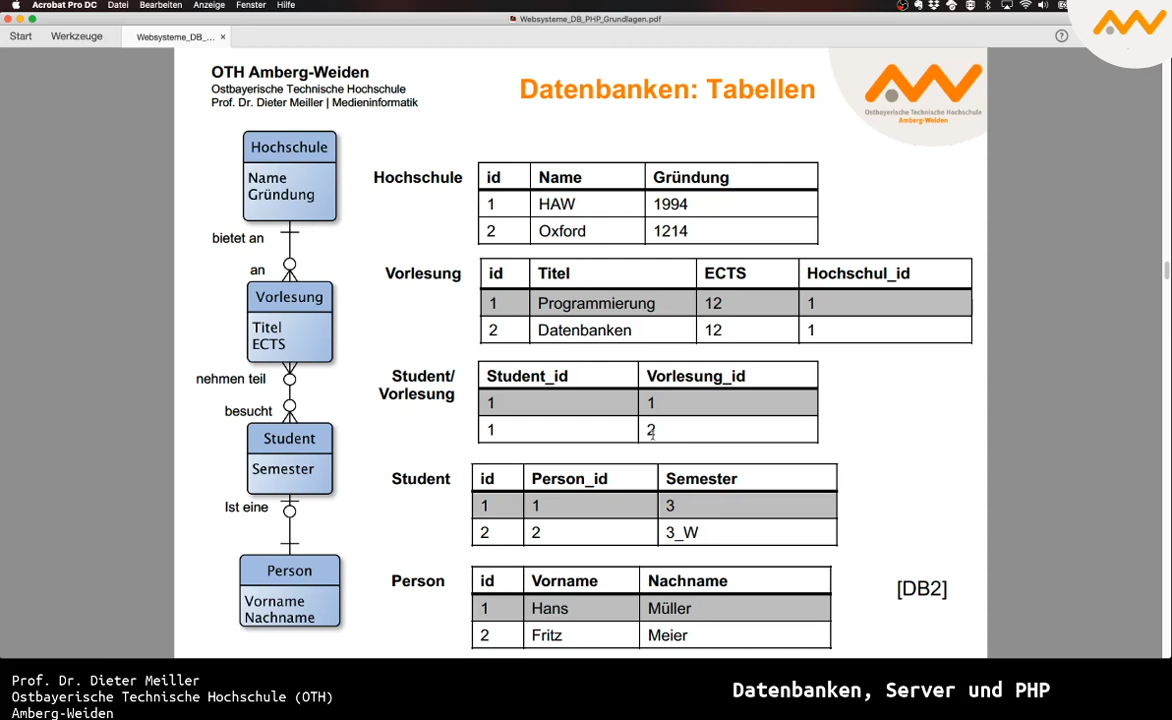 Acrobat Pro DC Datei Bearbeiten Anzeige Fenster Hilfe
Websysteme_DB_PHP_Grundlagen.pdf
Start Werkzeuge Websysteme_DB_... ×
OTH Amberg-Weiden
Ostbayerische Technische Hochschule
Prof. Dr. Dieter Meiller | Medieninformatik
Datenbanken: Tabellen
Ostbayerische Technische Hochschule
Amberg-Weiden
Hochschule
Name
Gründung
bietet an
an
Vorlesung
Titel
ECTS
nehmen teil
besucht
Student
Semester
Ist eine
Person
Vorname
Nachname
Hochschule
id Name Gründung
1 HAW 1994
2 Oxford 1214
Vorlesung
id Titel ECTS Hochschul_id
1 Programmierung 12 1
2 Datenbanken 12 1
Student/
Vorlesung
Student_id Vorlesung_id
1 1
1 2
Student
id Person_id Semester
1 1 3
2 2 3_W
Person
id Vorname Nachname
1 Hans Müller
2 Fritz Meier
[DB2]
Prof. Dr. Dieter Meiller
Ostbayerische Technische Hochschule (OTH)
Amberg-Weiden
Datenbanken, Server und PHP